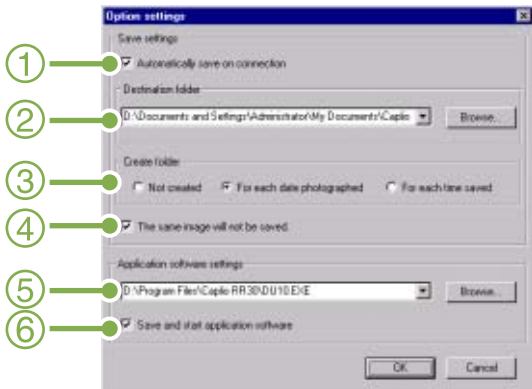 Option settings
Save settings
① Automatically save on connection
Destination folder
② D:\Documents and Settings\Administrator\My Documents\Caplio Browse...
Create folder
③ Not created For each date photographed For each time saved
④ The same image will not be saved.
Application software settings
⑤ D:\Program Files\Caplio RR30\DU10.EXE Browse...
⑥ Save and start application software
OK Cancel